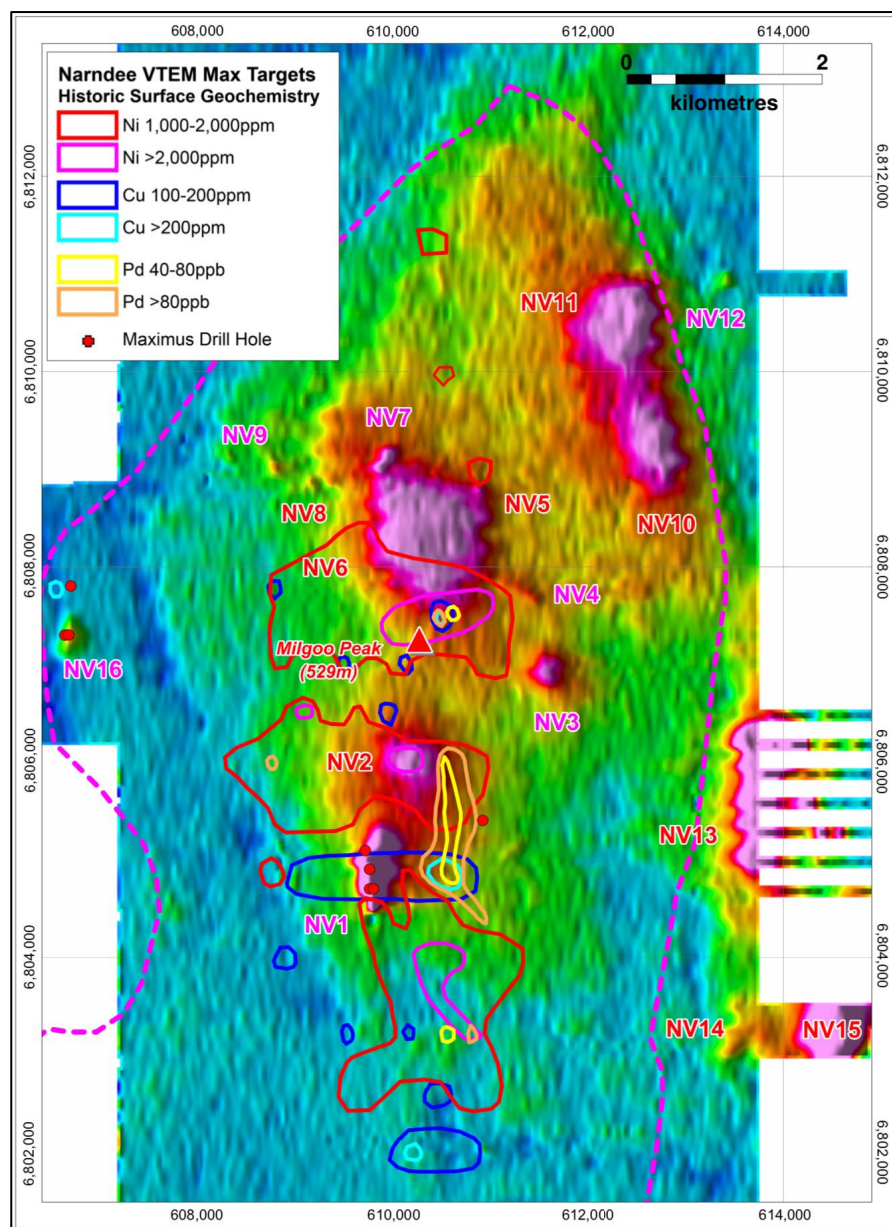 608,000
610,000
612,000
614,000
Narndee VTEM Max Targets
Historic Surface Geochemistry
Ni 1,000-2,000ppm
Ni >2,000ppm
Cu 100-200ppm
Cu >200ppm
Pd 40-80ppb
Pd >80ppb
Maximus Drill Hole
0
2
kilometres
6,812,000
6,812,000
NV11
NV12
6,810,000
6,810,000
NV9
NV7
NV8
NV5
NV10
6,808,000
6,808,000
NV6
NV4
Milgoo Peak
(529m)
NV16
NV3
6,806,000
6,806,000
NV2
NV13
NV1
6,804,000
6,804,000
NV14
NV15
6,802,000
6,802,000
608,000
610,000
612,000
614,000